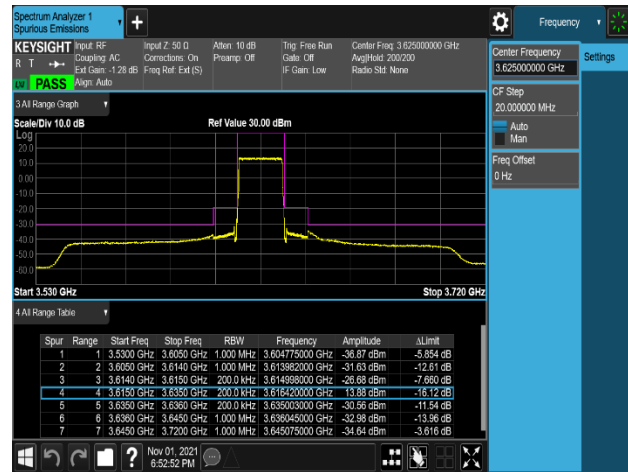 Spectrum Analyzer 1
Spurious Emissions
Frequency
KEYSIGHT Input: RF Input Z: 50 Ω Atten: 10 dB Trig: Free Run Center Freq: 3.625000000 GHz
R T Coupling: AC Corrections: On Preamp: Off Gate: Off Avg|Hold: 200/200
Ext Gain: -1.28 dB Freq Ref: Ext (S) IF Gain: Low Radio Std: None
LXI PASS Align: Auto
Center Frequency
3.625000000 GHz
Settings
CF Step
20.000000 MHz
Auto
Man
Freq Offset
0 Hz
3 All Range Graph
Scale/Div 10.0 dB Ref Value 30.00 dBm
Log
20.0
10.0
0.00
-10.0
-20.0
-30.0
-40.0
-50.0
-60.0
Start 3.530 GHz Stop 3.720 GHz
4 All Range Table
Spur Range Start Freq Stop Freq RBW Frequency Amplitude ΔLimit
1 1 3.5300 GHz 3.6050 GHz 1.000 MHz 3.604775000 GHz -36.87 dBm -5.854 dB
2 2 3.6050 GHz 3.6140 GHz 1.000 MHz 3.613982000 GHz -31.63 dBm -12.61 dB
3 3 3.6140 GHz 3.6150 GHz 200.0 kHz 3.614998000 GHz -26.68 dBm -7.660 dB
4 4 3.6150 GHz 3.6350 GHz 200.0 kHz 3.616420000 GHz 13.88 dBm -16.12 dB
5 5 3.6350 GHz 3.6360 GHz 200.0 kHz 3.635003000 GHz -30.56 dBm -11.54 dB
6 6 3.6360 GHz 3.6450 GHz 1.000 MHz 3.636045000 GHz -32.98 dBm -13.96 dB
7 7 3.6450 GHz 3.7200 GHz 1.000 MHz 3.645075000 GHz -34.64 dBm -3.616 dB
Nov 01, 2021
6:52:52 PM